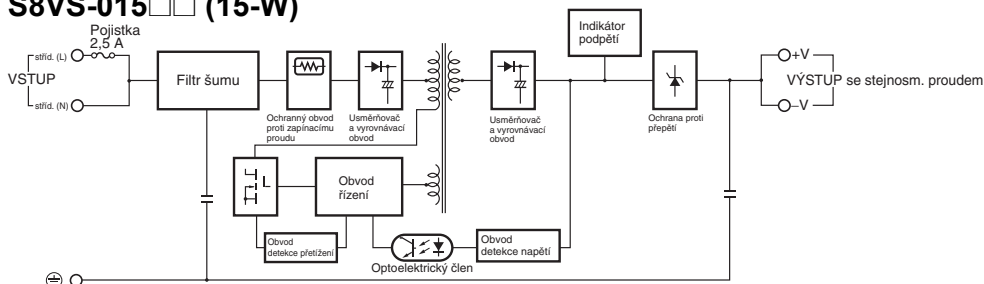 S8VS-015□□ (15-W)
Pojistka
2,5 A
stříd. (L)
VSTUP
stříd. (N)
Filtr šumu
Ochranný obvod
proti zapínacímu
proudu
Usměrňovač
a vyrovnávací
obvod
Usměrňovač
a vyrovnávací
obvod
Indikátor
podpětí
Ochrana proti
přepětí
+V
VÝSTUP se stejnosm. proudem
–V
Obvod
řízení
Obvod
detekce přetížení
Optoelektrický člen
Obvod
detekce napětí